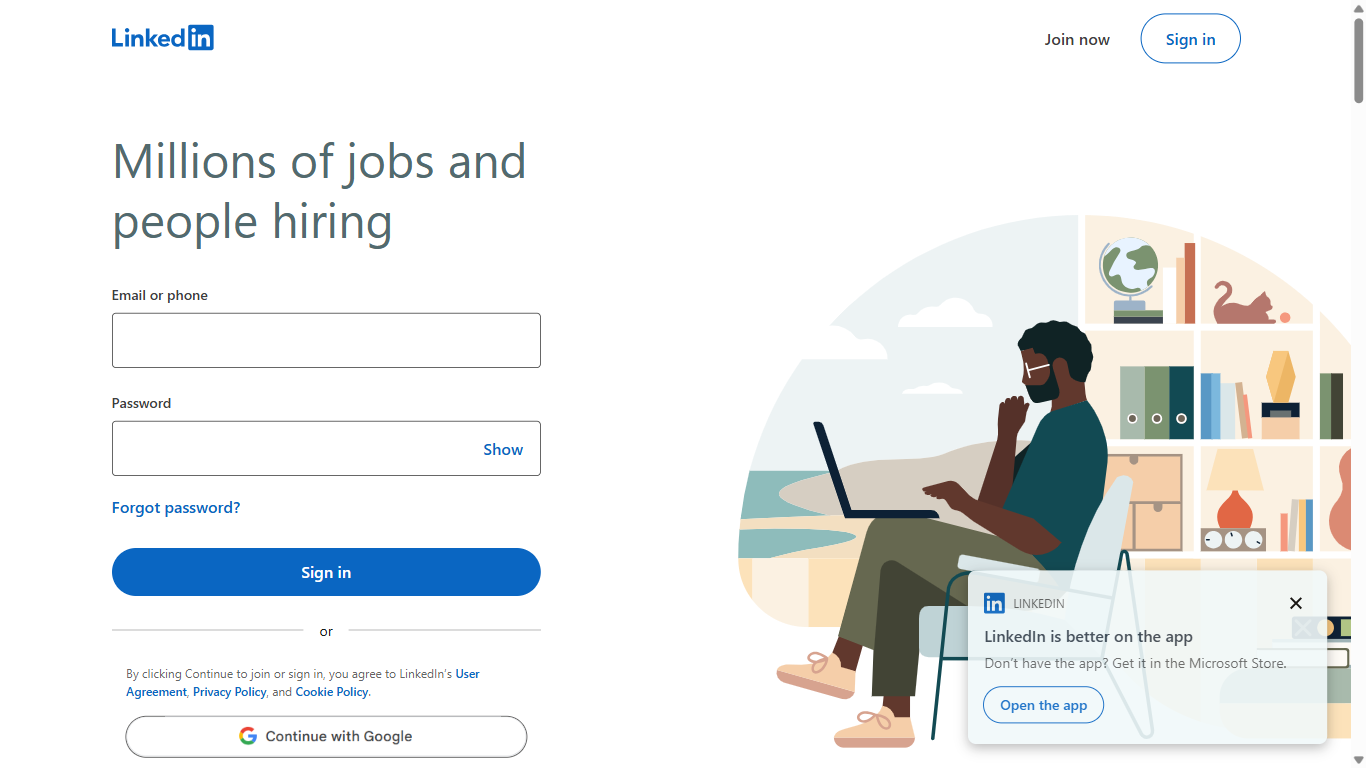 Linked in
Join now
Sign in
Millions of jobs and
people hiring
Email or phone
Password
Show
Forgot password?
Sign in
or
By clicking Continue to join or sign in, you agree to LinkedIn’s User
Agreement, Privacy Policy, and Cookie Policy.
Continue with Google
in LINKEDIN
LinkedIn is better on the app
Don’t have the app? Get it in the Microsoft Store.
Open the app